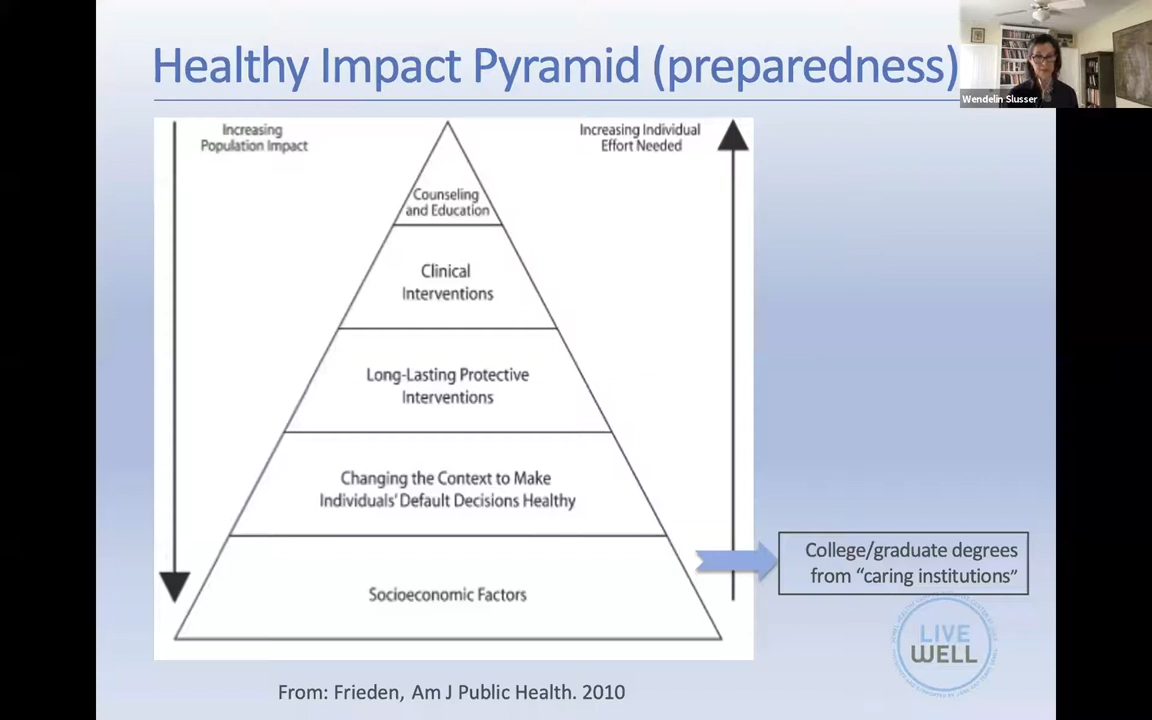 Healthy Impact Pyramid (preparedness)
Wendelin Slusser
Increasing
Population Impact
Increasing Individual
Effort Needed
Counseling
and Education
Clinical
Interventions
Long-Lasting Protective
Interventions
Changing the Context to Make
Individuals' Default Decisions Healthy
Socioeconomic Factors
College/graduate degrees
from “caring institutions”
LIVE
WELL
From: Frieden, Am J Public Health. 2010